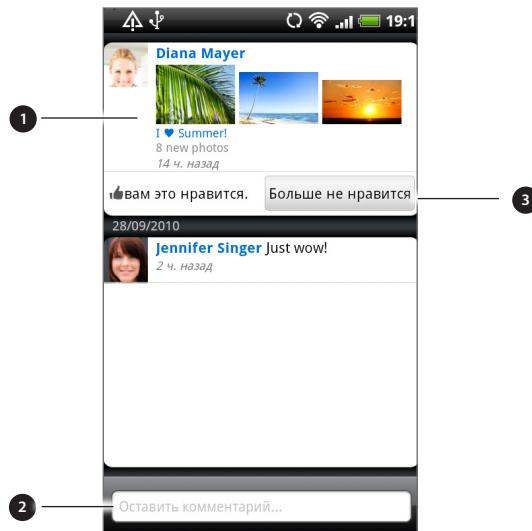 19:1
Diana Mayer
I ♥ Summer!
8 new photos
14 ч. назад
вам это нравится.
Больше не нравится
28/09/2010
Jennifer Singer Just wow!
2 ч. назад
Оставить комментарий...
1
2
3